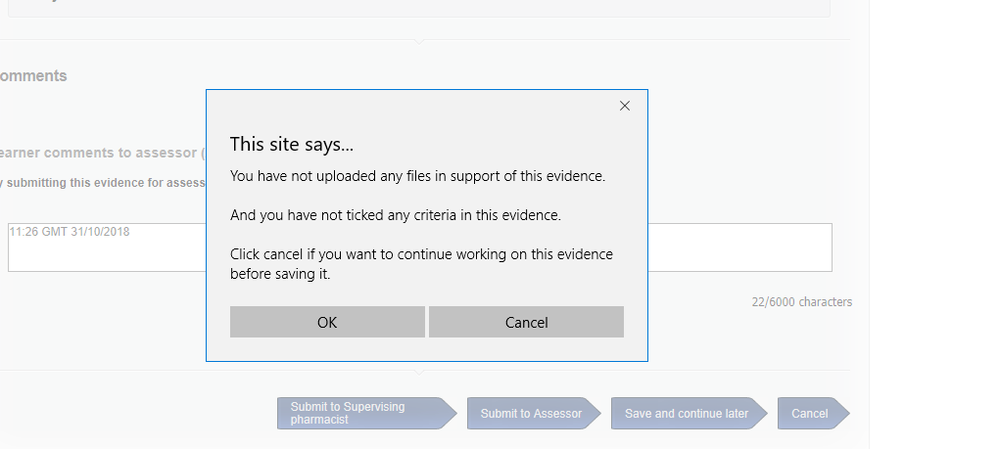 omments
This site says...
earner comments to assessor (
You have not uploaded any files in support of this evidence.
y submitting this evidence for assess
And you have not ticked any criteria in this evidence.
11:26 GMT 31/10/2018
Click cancel if you want to continue working on this evidence
before saving it.
22/6000 characters
OK
Cancel
Submit to Supervising
pharmacist
Submit to Assessor
Save and continue later
Cancel